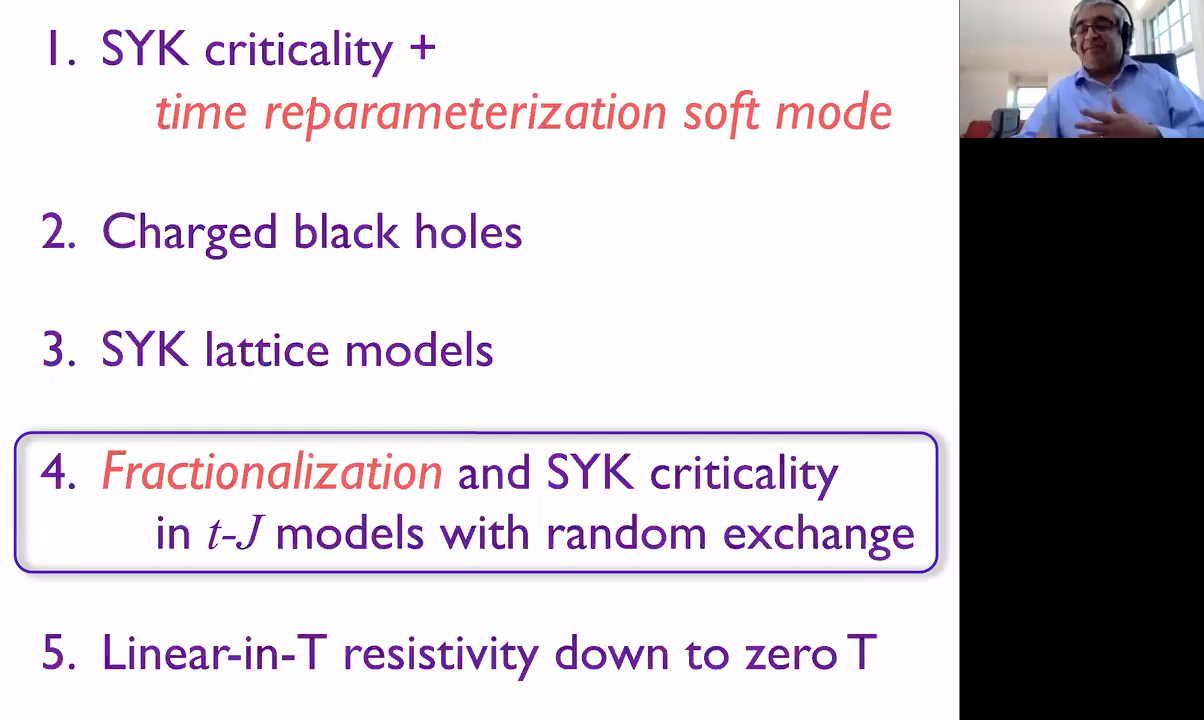 1. SYK criticality +
time reparameterization soft mode
2. Charged black holes
3. SYK lattice models
4. Fractionalization and SYK criticality
in t-J models with random exchange
5. Linear-in-T resistivity down to zero T